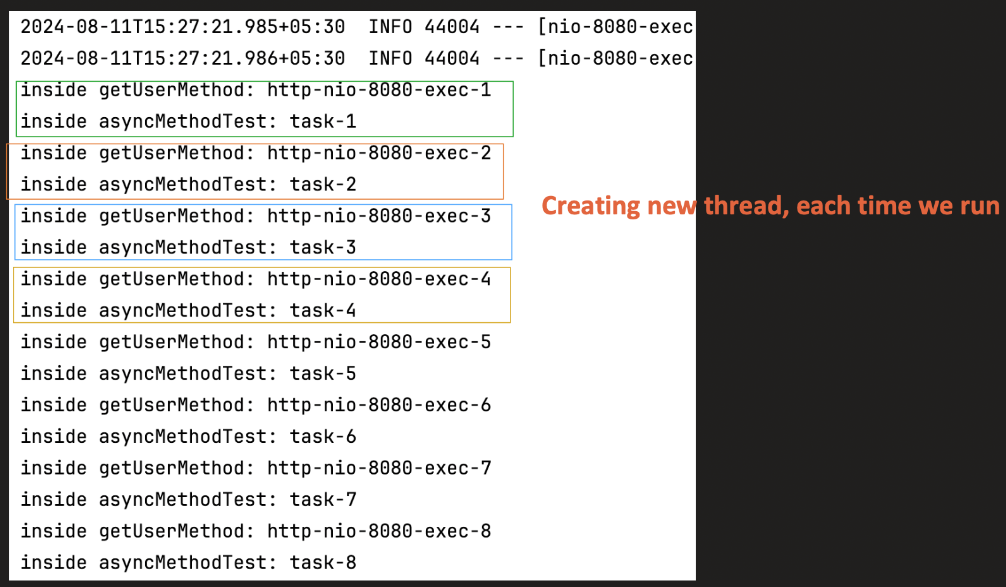 2024-08-11T15:27:21.985+05:30  INFO 44004 --- [nio-8080-exec
2024-08-11T15:27:21.986+05:30  INFO 44004 --- [nio-8080-exec
inside getUserMethod: http-nio-8080-exec-1
inside asyncMethodTest: task-1
inside getUserMethod: http-nio-8080-exec-2
inside asyncMethodTest: task-2
Creating new thread, each time we run
inside getUserMethod: http-nio-8080-exec-3
inside asyncMethodTest: task-3
inside getUserMethod: http-nio-8080-exec-4
inside asyncMethodTest: task-4
inside getUserMethod: http-nio-8080-exec-5
inside asyncMethodTest: task-5
inside getUserMethod: http-nio-8080-exec-6
inside asyncMethodTest: task-6
inside getUserMethod: http-nio-8080-exec-7
inside asyncMethodTest: task-7
inside getUserMethod: http-nio-8080-exec-8
inside asyncMethodTest: task-8